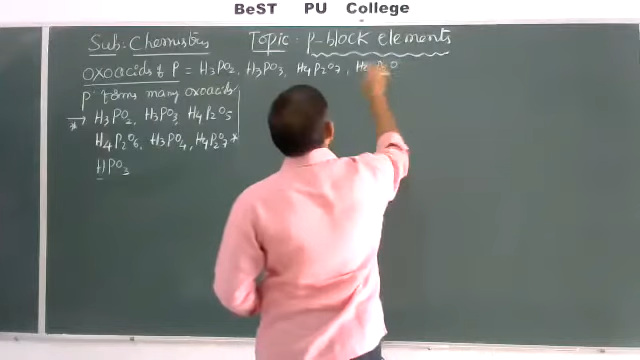 BeST PU College
Sub: Chemistry Topic: P-block elements
Oxoacids of P = H3PO2, H3PO3, H4P2O7,
P forms many oxoacids
H3PO2, H3PO3, H4P2O5
H4P2O6, H3PO4, H4P2O7
HPO3